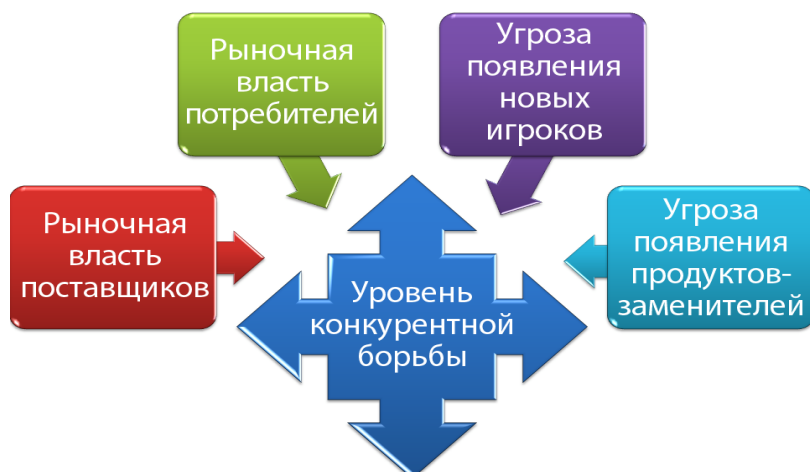 Рыночная
власть
потребителей
Угроза
появления
новых
игроков
Рыночная
власть
поставщиков
Угроза
появления
продуктов-
заменителей
Уровень
конкурентной
борьбы